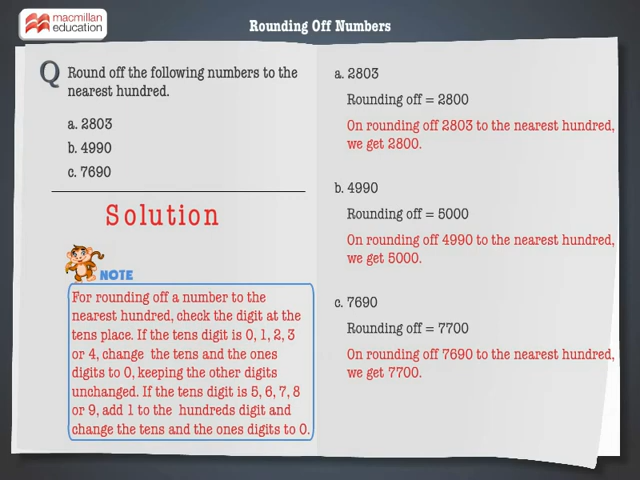 macmillan
education
Rounding Off Numbers
Q Round off the following numbers to the
nearest hundred.
a. 2803
b. 4990
c. 7690
Solution
NOTE
For rounding off a number to the
nearest hundred, check the digit at the
tens place. If the tens digit is 0, 1, 2, 3
or 4, change the tens and the ones
digits to 0, keeping the other digits
unchanged. If the tens digit is 5, 6, 7, 8
or 9, add 1 to the hundreds digit and
change the tens and the ones digits to 0.
a. 2803
Rounding off = 2800
On rounding off 2803 to the nearest hundred,
we get 2800.
b. 4990
Rounding off = 5000
On rounding off 4990 to the nearest hundred,
we get 5000.
c. 7690
Rounding off = 7700
On rounding off 7690 to the nearest hundred,
we get 7700.